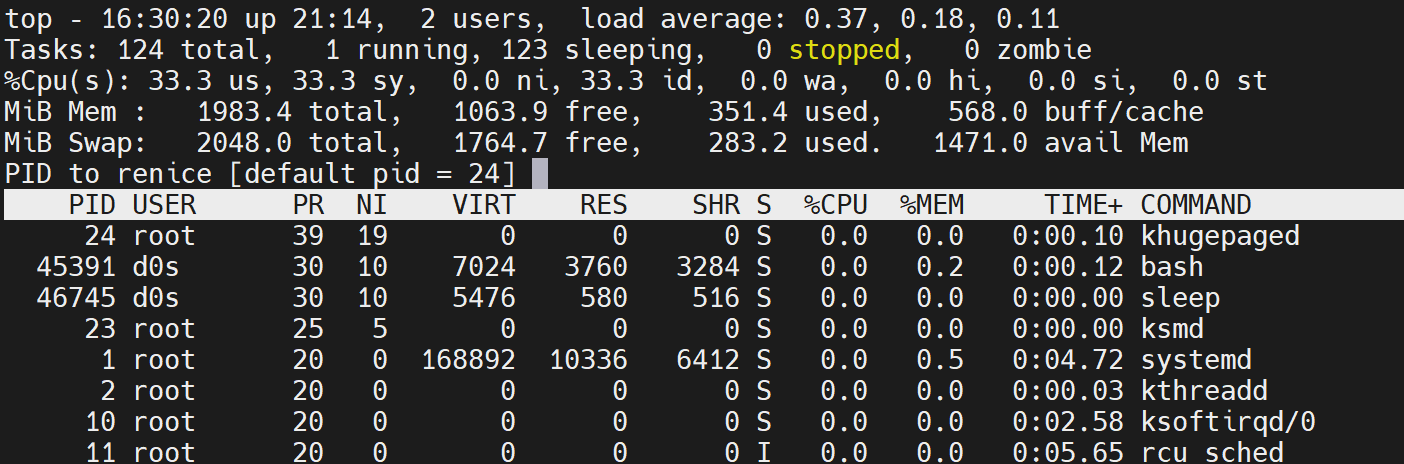 top - 16:30:20 up 21:14,  2 users,  load average: 0.37, 0.18, 0.11
Tasks: 124 total,   1 running, 123 sleeping,   0 stopped,   0 zombie
%Cpu(s): 33.3 us, 33.3 sy,  0.0 ni, 33.3 id,  0.0 wa,  0.0 hi,  0.0 si,  0.0 st
MiB Mem :   1983.4 total,   1063.9 free,    351.4 used,    568.0 buff/cache
MiB Swap:   2048.0 total,   1764.7 free,    283.2 used.   1471.0 avail Mem
PID to renice [default pid = 24]
    PID USER      PR  NI    VIRT    RES    SHR S  %CPU  %MEM     TIME+ COMMAND
     24 root      39  19       0      0      0 S   0.0   0.0   0:00.10 khugepaged
  45391 d0s       30  10    7024   3760   3284 S   0.0   0.2   0:00.12 bash
  46745 d0s       30  10    5476    580    516 S   0.0   0.0   0:00.00 sleep
     23 root      25   5       0      0      0 S   0.0   0.0   0:00.00 ksmd
      1 root      20   0  168892  10336   6412 S   0.0   0.5   0:04.72 systemd
      2 root      20   0       0      0      0 S   0.0   0.0   0:00.03 kthreadd
     10 root      20   0       0      0      0 S   0.0   0.0   0:02.58 ksoftirqd/0
     11 root      20   0       0      0      0 I   0.0   0.0   0:05.65 rcu_sched